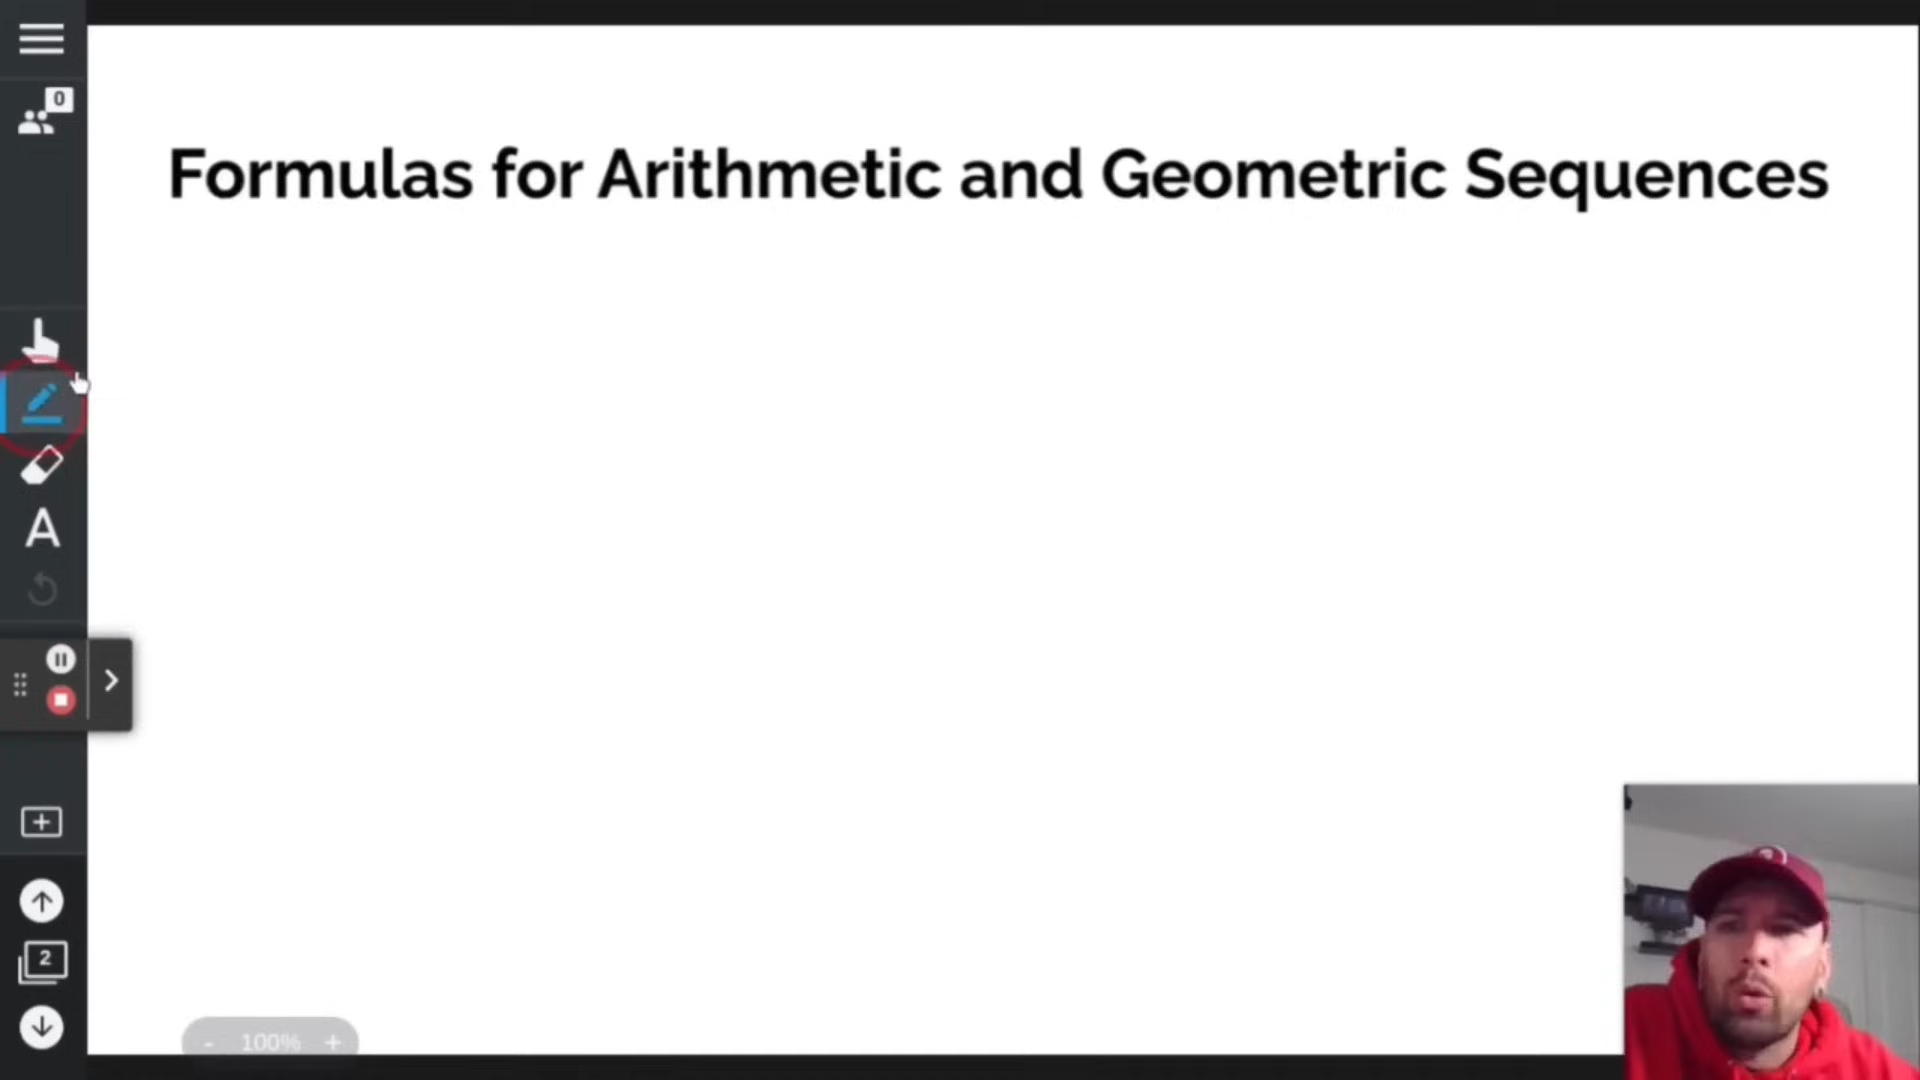 0
Formulas for Arithmetic and Geometric Sequences
A
2
- 100% +